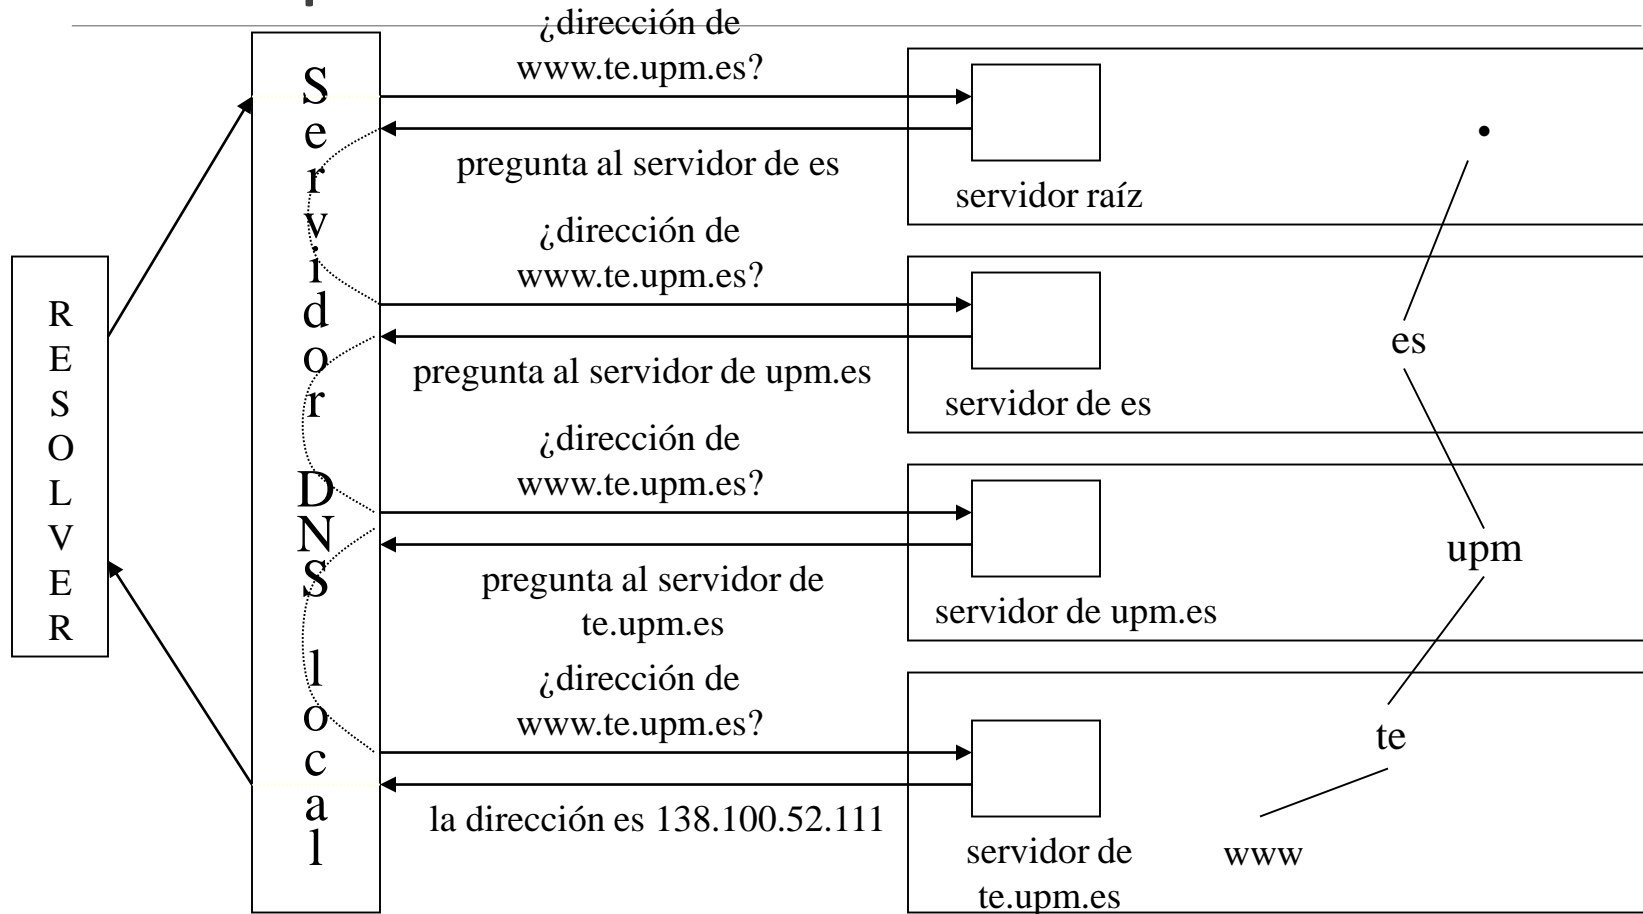 RESOLVER
Servidor DNS local
¿dirección de
www.te.upm.es?
pregunta al servidor de es
servidor raíz
.
¿dirección de
www.te.upm.es?
pregunta al servidor de upm.es
servidor de es
es
¿dirección de
www.te.upm.es?
pregunta al servidor de
te.upm.es
servidor de upm.es
upm
¿dirección de
www.te.upm.es?
la dirección es 138.100.52.111
servidor de
te.upm.es
te
www